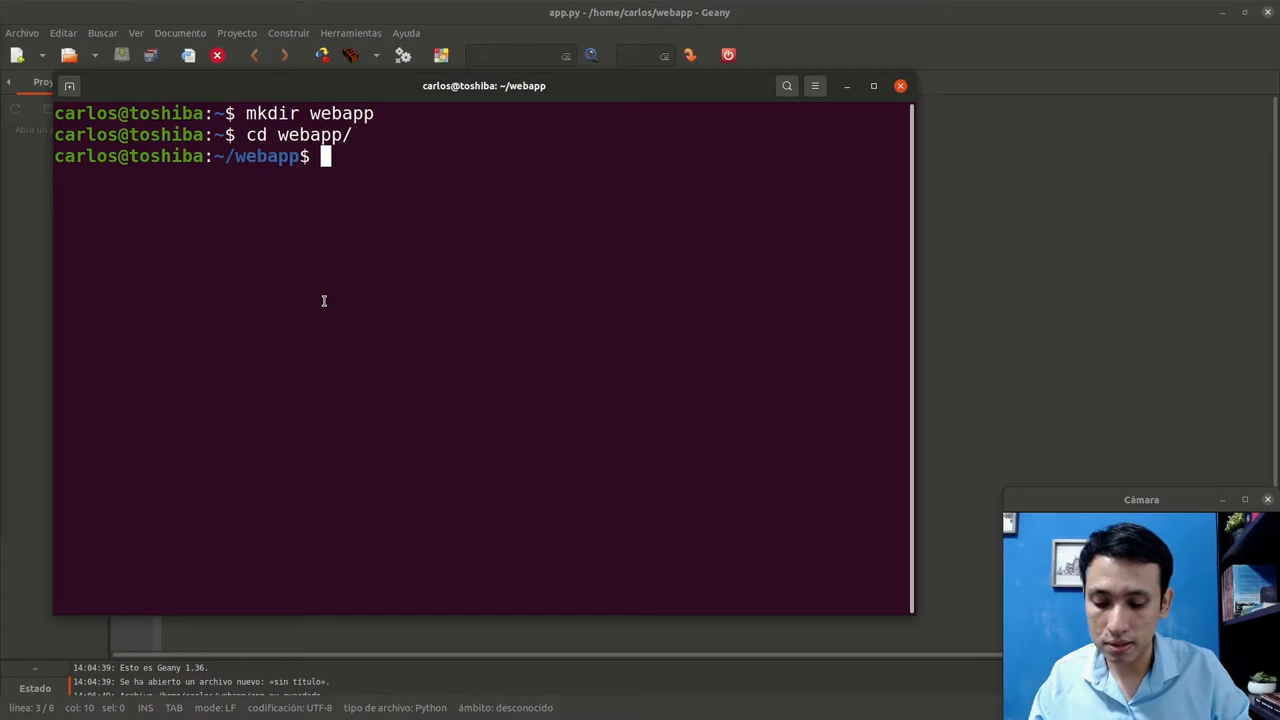 app.py - /home/carlos/webapp - Geany
Archivo Editar Buscar Ver Documento Proyecto Construir Herramientas Ayuda
carlos@toshiba: ~/webapp
carlos@toshiba:~$ mkdir webapp
carlos@toshiba:~$ cd webapp/
carlos@toshiba:~/webapp$
Cámara
14:04:39: Esto es Geany 1.36.
14:04:39: Se ha abierto un archivo nuevo: «sin título».
Estado
línea: 3 / 8 col: 10 sel: 0 INS TAB mode: LF codificación: UTF-8 tipo de archivo: Python ámbito: desconocido